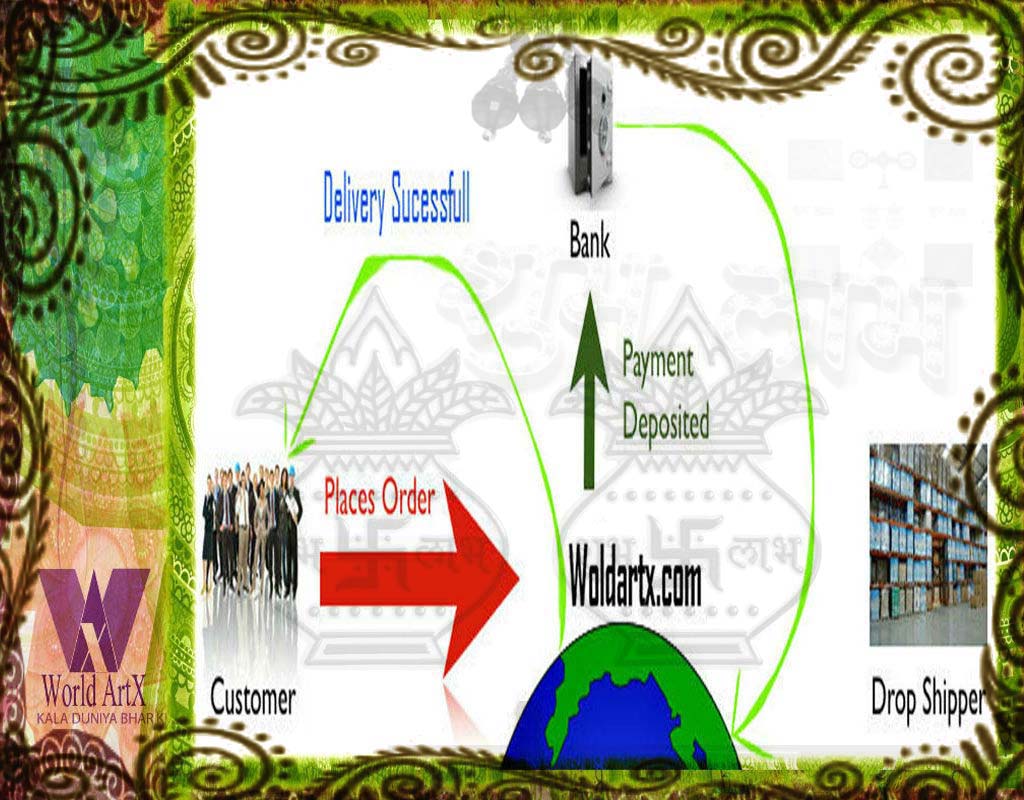 Delivery Sucessfull
Bank
Payment
Deposited
शुभ लाभ
Places Order
लाभ
लाभ
Woldartx.com
World ArtX
KALA DUNIYA BHAR KI
Customer
Drop Shipper